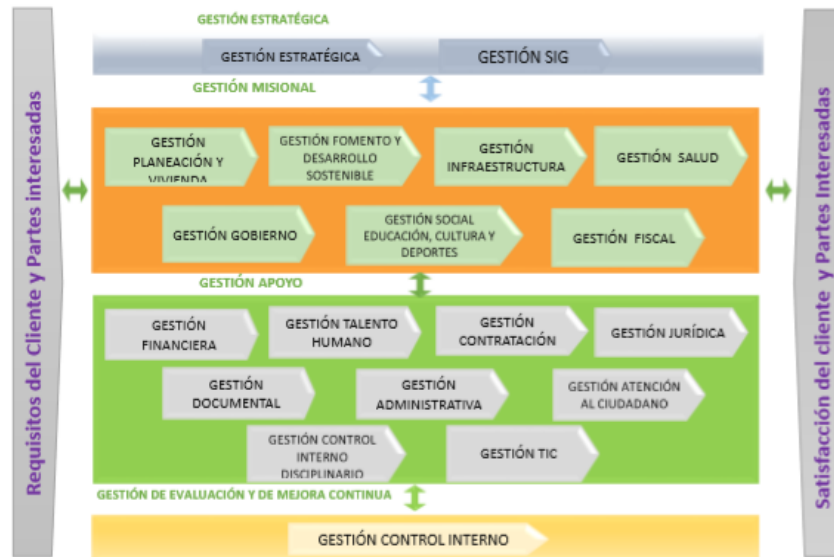 GESTIÓN ESTRATÉGICA
GESTIÓN ESTRATÉGICA
GESTIÓN SIG
GESTIÓN MISIONAL
GESTIÓN
PLANEACIÓN Y
VIVIENDA
GESTIÓN FOMENTO Y
DESARROLLO
SOSTENIBLE
GESTIÓN
INFRAESTRUCTURA
GESTIÓN SALUD
GESTIÓN GOBIERNO
GESTIÓN SOCIAL
EDUCACIÓN, CULTURA Y
DEPORTES
GESTIÓN FISCAL
GESTIÓN APOYO
GESTIÓN
FINANCIERA
GESTIÓN TALENTO
HUMANO
GESTIÓN
CONTRATACIÓN
GESTIÓN JURÍDICA
GESTIÓN
DOCUMENTAL
GESTIÓN
ADMINISTRATIVA
GESTIÓN ATENCIÓN
AL CIUDADANO
GESTIÓN CONTROL
INTERNO
DISCIPLINARIO
GESTIÓN TIC
GESTIÓN DE EVALUACIÓN Y DE MEJORA CONTINUA
GESTIÓN CONTROL INTERNO
Requisitos del Cliente y Partes interesadas
Satisfacción del cliente y Partes Interesadas